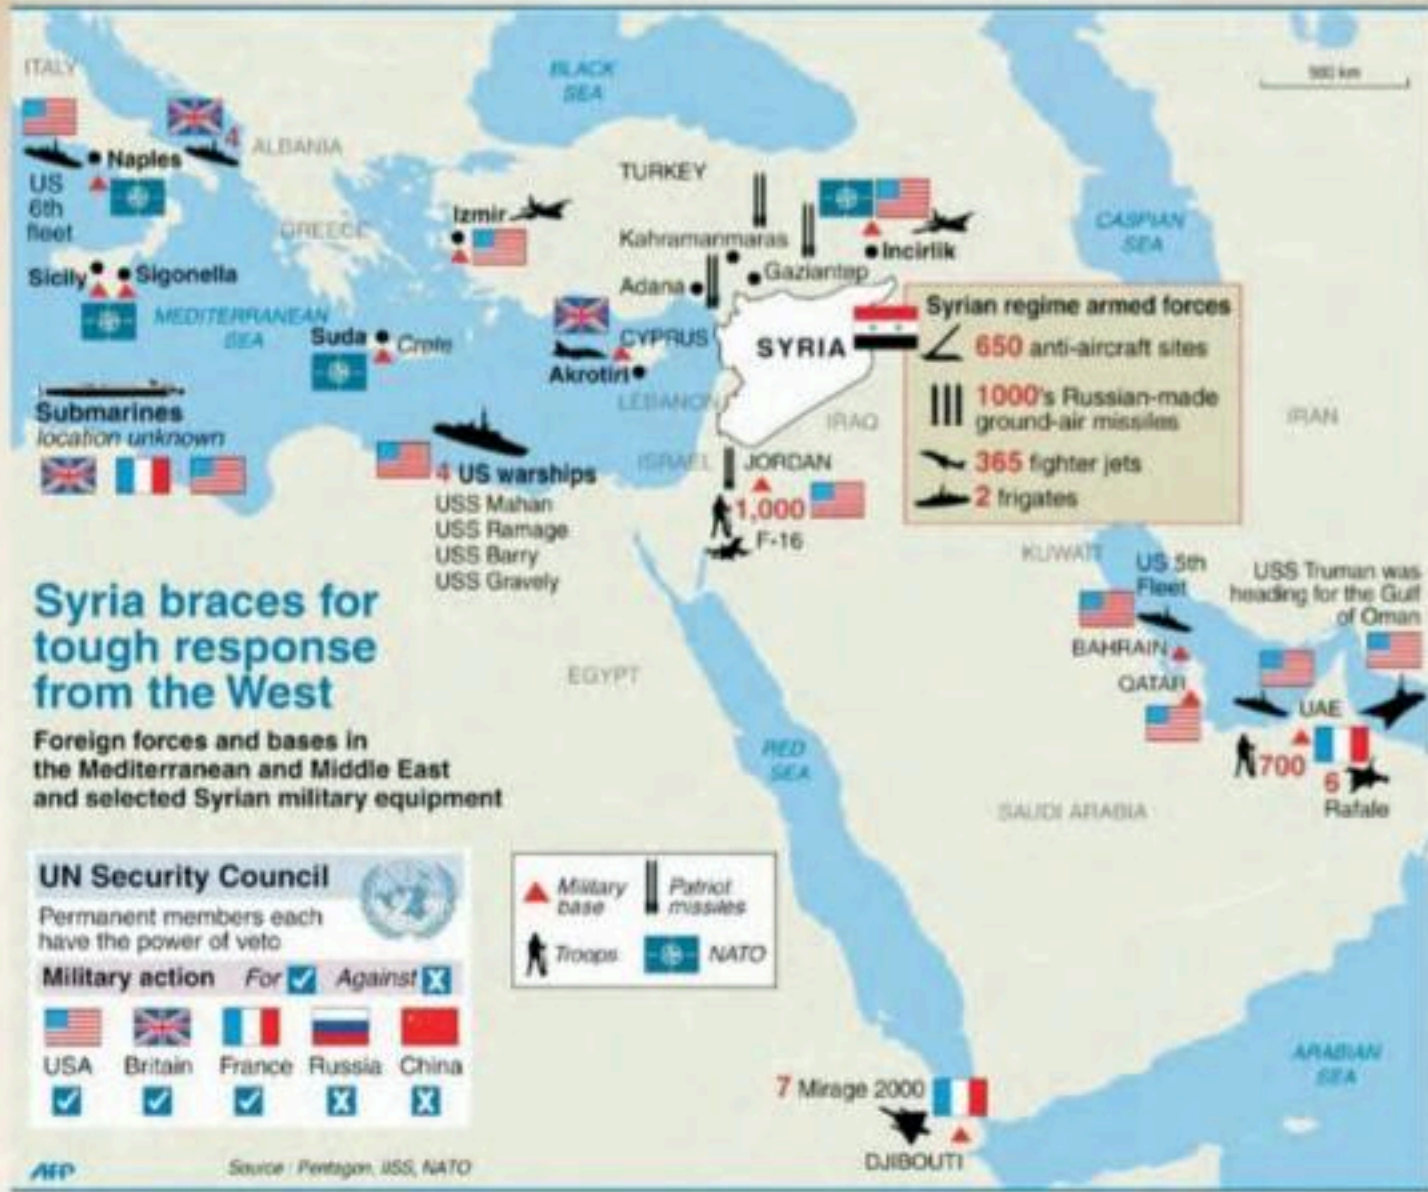 ITALY
BLACK
SEA
500 km
4
ALBANIA
Naples
US
6th
fleet
TURKEY
GREECE
Izmir
Kahramanmaras
Incirlik
CASPIAN
SEA
Adana
Gaziantep
Sicily
Sigonella
MEDITERRANEAN
SEA
Suda
Crete
CYPRUS
Akrotiri
SYRIA
LEBANON
IRAQ
IRAN
Syrian regime armed forces
650 anti-aircraft sites
1000's Russian-made
ground-air missiles
365 fighter jets
2 frigates
Submarines
location unknown
4 US warships
USS Mahan
USS Ramage
USS Barry
USS Gravely
ISRAEL
JORDAN
1,000
F-16
KUWAIT
US 5th
Fleet
USS Truman was
heading for the Gulf
of Oman
BAHRAIN
QATAR
UAE
700
6
Rafale
Syria braces for
tough response
from the West
Foreign forces and bases in
the Mediterranean and Middle East
and selected Syrian military equipment
EGYPT
RED
SEA
SAUDI ARABIA
UN Security Council
Permanent members each
have the power of veto
Military action For Against
USA Britain France Russia China
Military
base
Patriot
missiles
Troops
NATO
7 Mirage 2000
DJIBOUTI
ARABIAN
SEA
AFP
Source : Pentagon, IISS, NATO